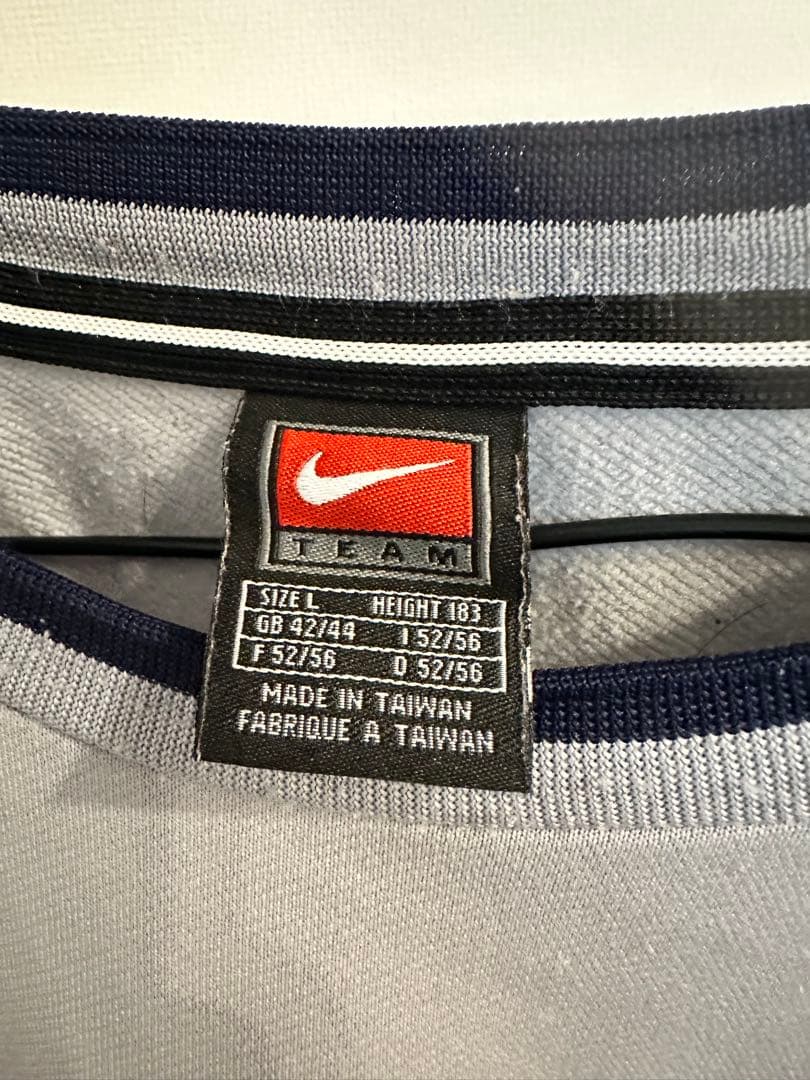 TEAM
SIZE L HEIGHT 183
GB 42/44 I 52/56
F 52/56 D 52/56
MADE IN TAIWAN
FABRIQUE A TAIWAN